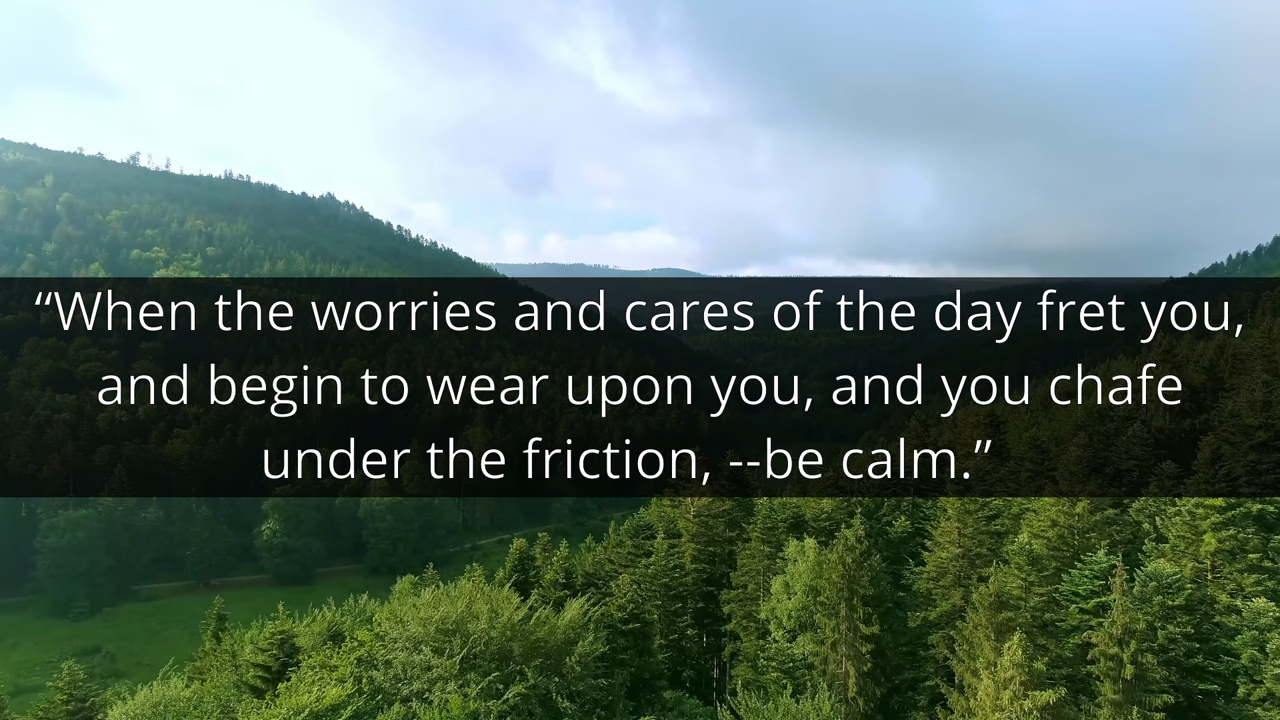 “When the worries and cares of the day fret you,
and begin to wear upon you, and you chafe
under the friction, --be calm.”